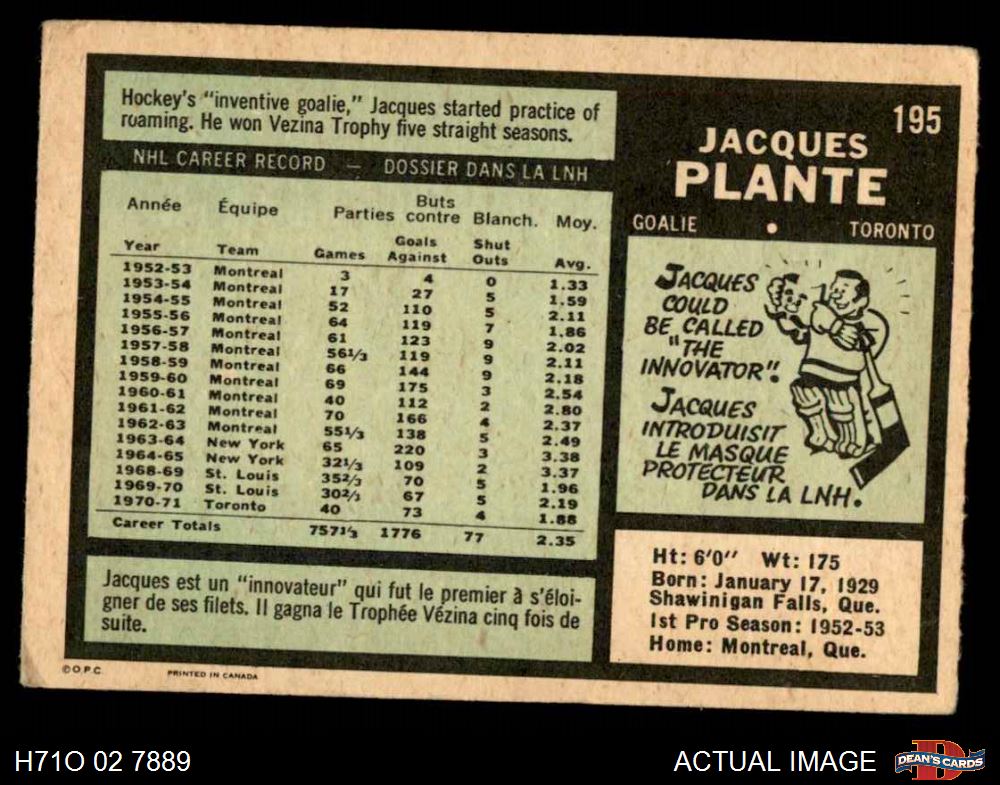 Hockey's "inventive goalie," Jacques started practice of
roaming. He won Vezina Trophy five straight seasons.
NHL CAREER RECORD — DOSSIER DANS LA LNH
Année Équipe Parties Buts contre Blanch. Moy.
Year Team Games Goals Against Shut Outs Avg.
1952-53 Montreal 3 4 0 1.33
1953-54 Montreal 17 27 5 1.59
1954-55 Montreal 52 110 5 2.11
1955-56 Montreal 64 119 7 1.86
1956-57 Montreal 61 123 9 2.02
1957-58 Montreal 56 1/3 119 9 2.11
1958-59 Montreal 66 144 9 2.18
1959-60 Montreal 69 175 3 2.54
1960-61 Montreal 40 112 2 2.80
1961-62 Montreal 70 166 4 2.37
1962-63 Montreal 55 1/3 138 5 2.49
1963-64 New York 65 220 3 3.38
1964-65 New York 32 1/3 109 2 3.37
1968-69 St. Louis 35 2/3 70 5 1.96
1969-70 St. Louis 30 2/3 67 5 2.19
1970-71 Toronto 40 73 4 1.88
Career Totals 757 1/3 1776 77 2.35
Jacques est un "innovateur" qui fut le premier à s'éloi-
gner de ses filets. Il gagna le Trophée Vézina cinq fois de
suite.
195
JACQUES
PLANTE
GOALIE • TORONTO
JACQUES
COULD
BE CALLED
"THE
INNOVATOR".
JACQUES
INTRODUISIT
LE MASQUE
PROTECTEUR
DANS LA LNH.
Ht: 6'0" Wt: 175
Born: January 17, 1929
Shawinigan Falls, Que.
1st Pro Season: 1952-53
Home: Montreal, Que.
© O.P.C. PRINTED IN CANADA
H71O 02 7889
ACTUAL IMAGE
DEAN'S CARDS